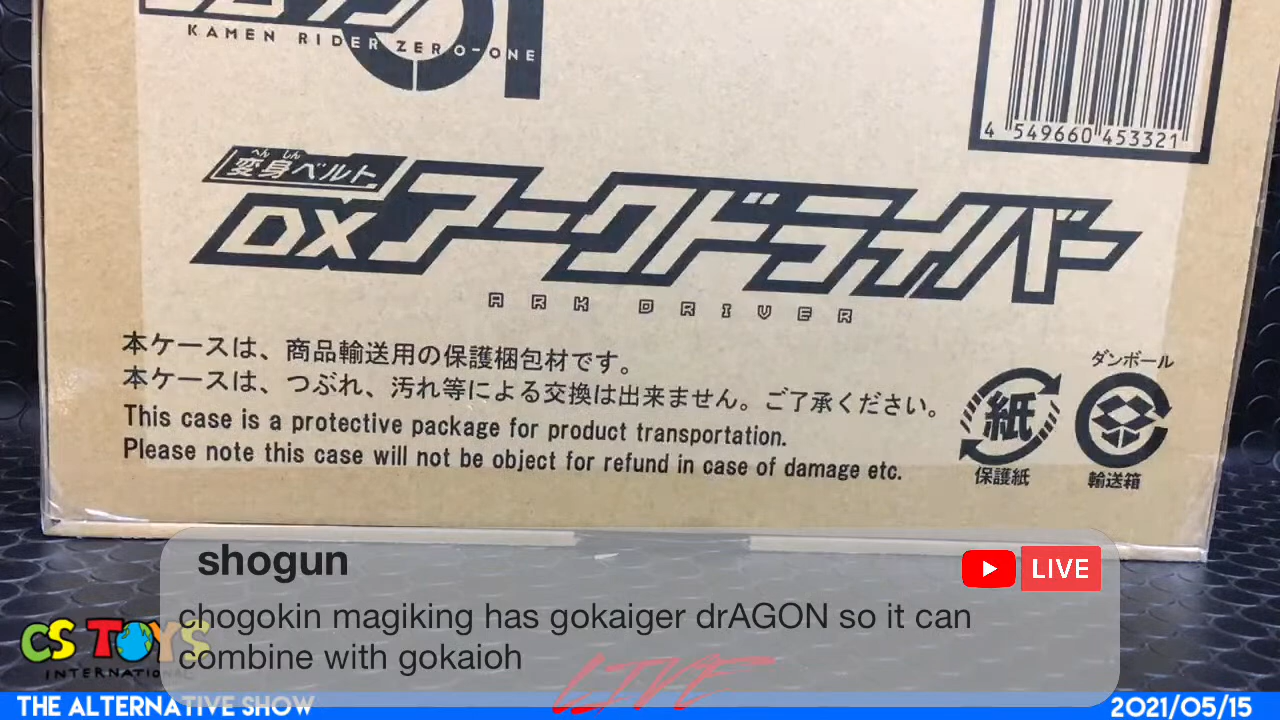 KAMEN RIDER ZERO-ONE
4 549660 453321
へんしん
変身ベルト
DXアークドライバー
ARK DRIVER
本ケースは、商品輸送用の保護梱包材です。
本ケースは、つぶれ、汚れ等による交換は出来ません。ご了承ください。
This case is a protective package for product transportation.
Please note this case will not be object for refund in case of damage etc.
紙
保護紙
ダンボール
輸送箱
shogun
LIVE
chogokin magiking has gokaiger drAGON so it can
combine with gokaioh
CS TOYS
INTERNATIONAL
LIVE
THE ALTERNATIVE SHOW
2021/05/15